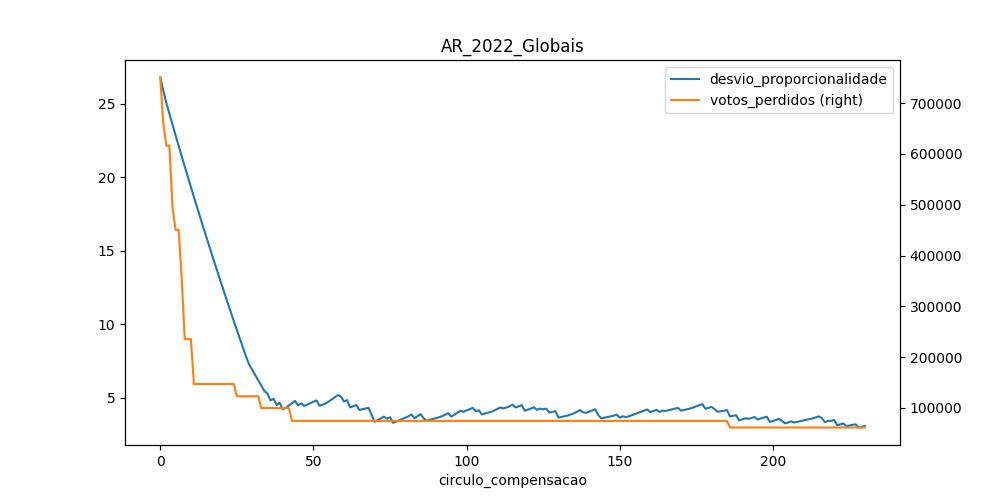 AR_2022_Globais
desvio_proporcionalidade
votos_perdidos (right)
25
20
15
10
5
700000
600000
500000
400000
300000
200000
100000
0 50 100 150 200
circulo_compensacao